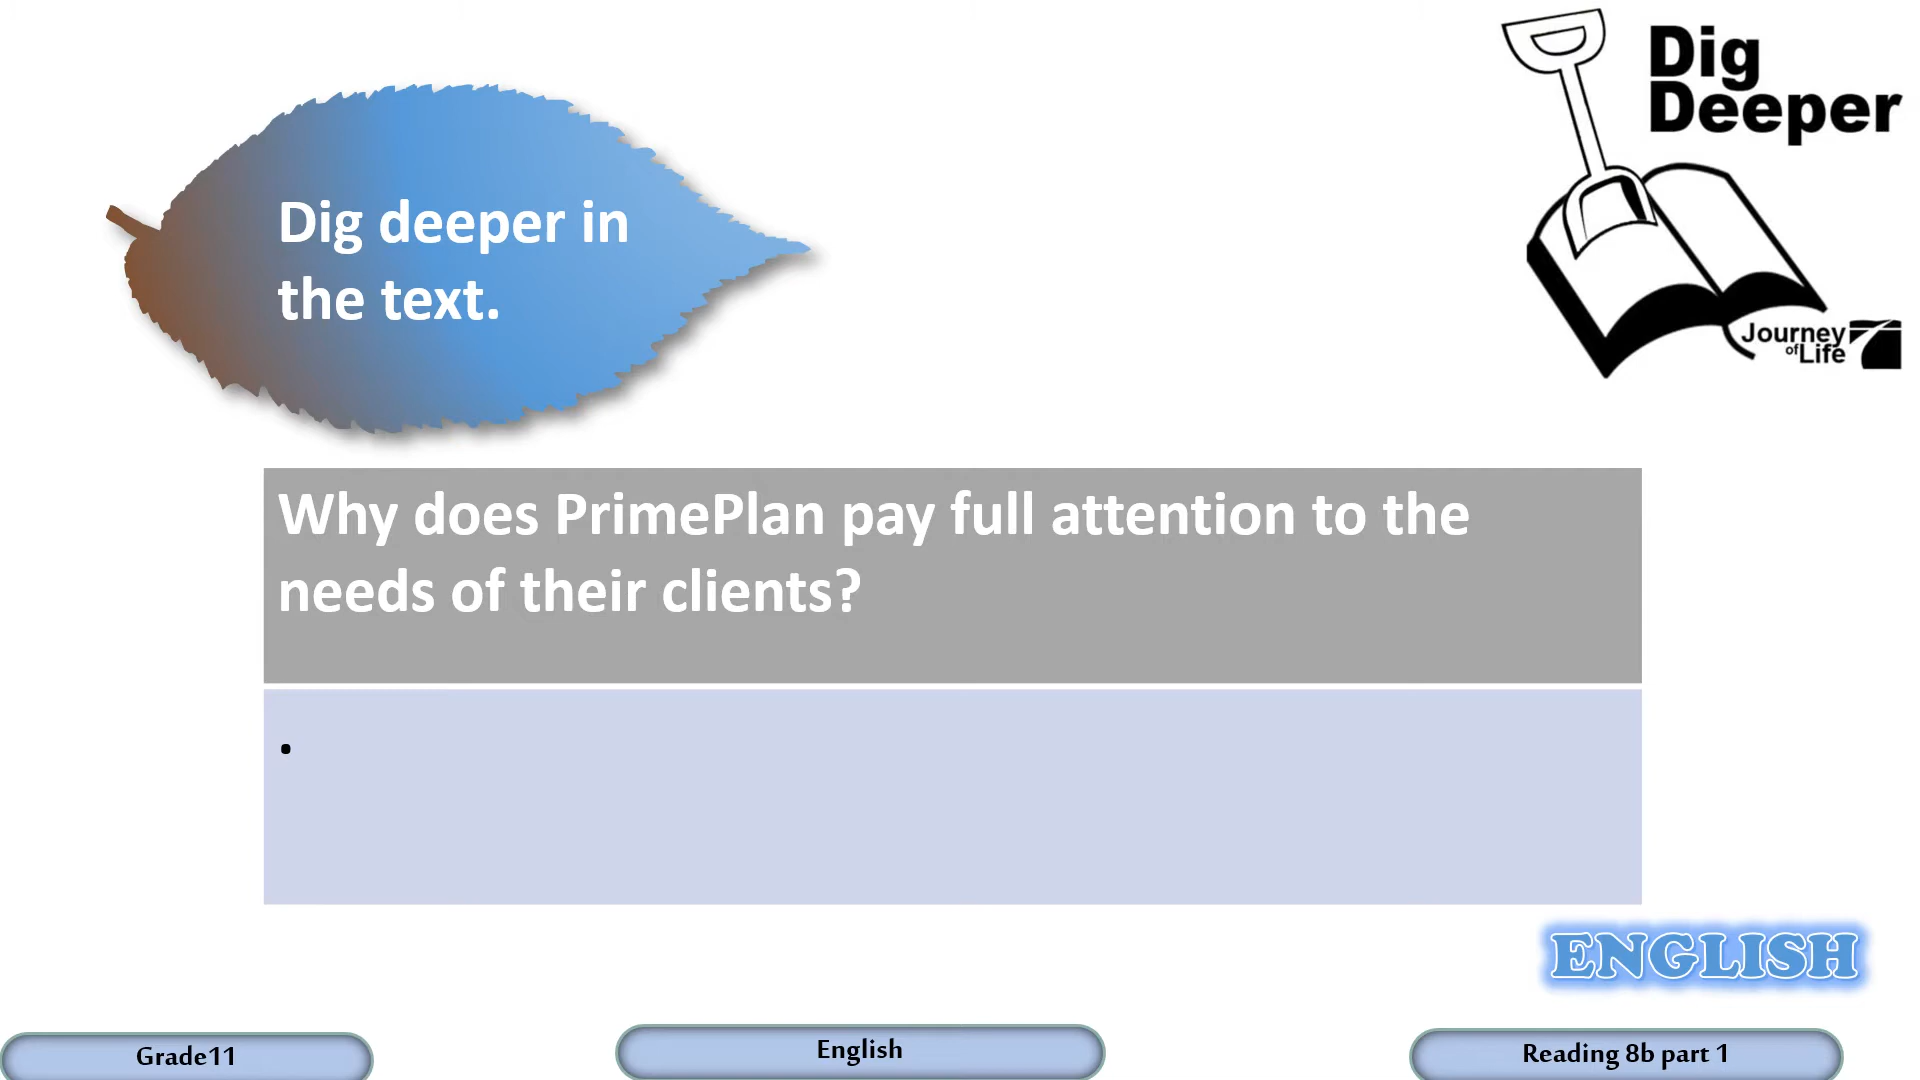 Dig
Deeper
Dig deeper in
the text.
Journey
of Life
Why does PrimePlan pay full attention to the
needs of their clients?
•
ENGLISH
Grade11
English
Reading 8b part 1